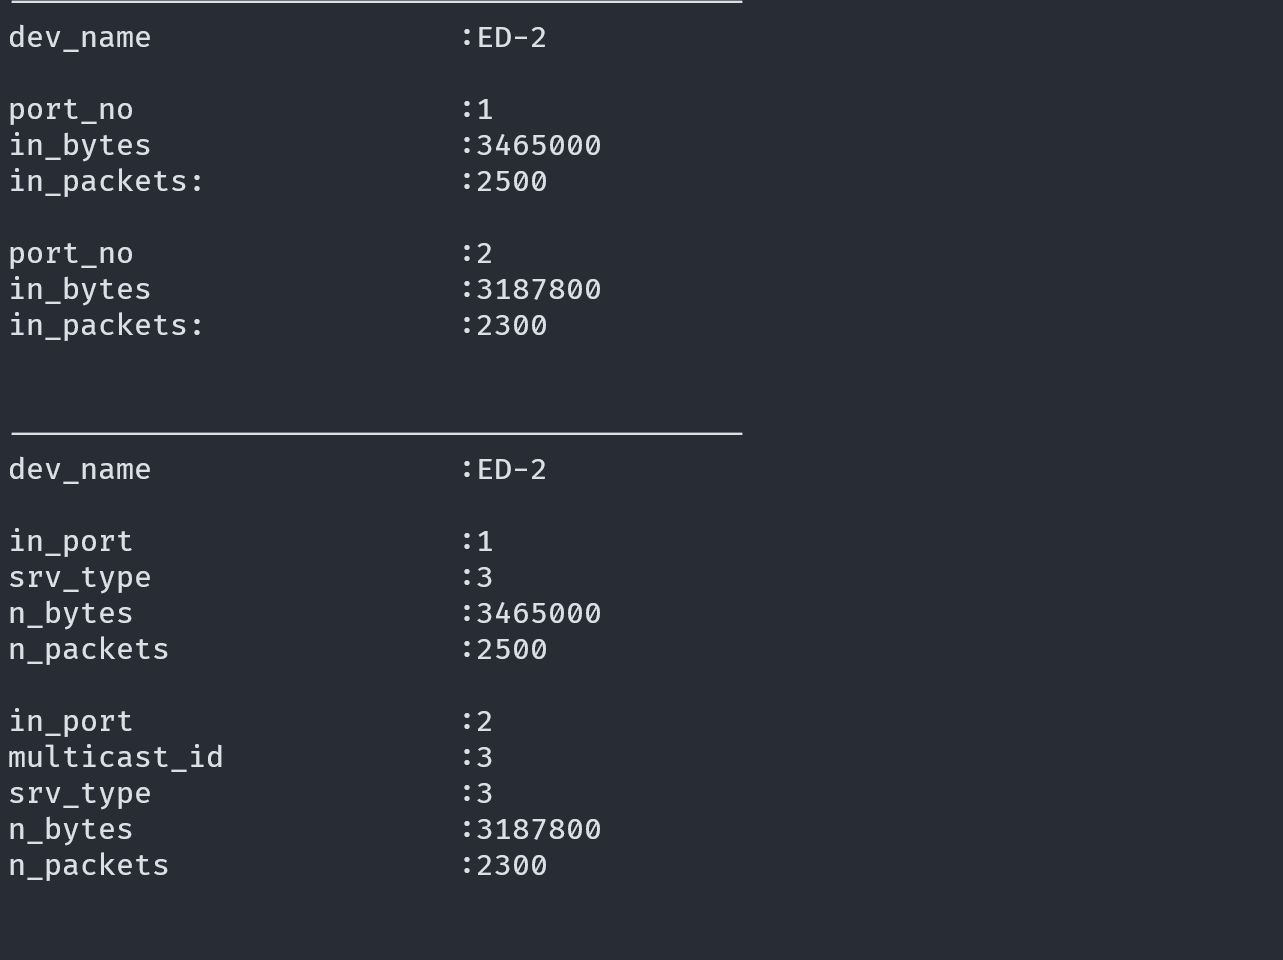 dev_name :ED-2
port_no :1
in_bytes :3465000
in_packets: :2500
port_no :2
in_bytes :3187800
in_packets: :2300
dev_name :ED-2
in_port :1
srv_type :3
n_bytes :3465000
n_packets :2500
in_port :2
multicast_id :3
srv_type :3
n_bytes :3187800
n_packets :2300